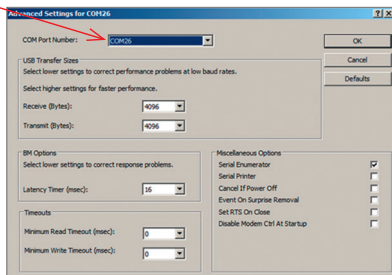 Advanced Settings for COM26
COM Port Number:
COM26
OK
Cancel
Defaults
USB Transfer Sizes
Select lower settings to correct performance problems at low baud rates.
Select higher settings for faster performance.
Receive (Bytes):
4096
Transmit (Bytes):
4096
BM Options
Select lower settings to correct response problems.
Latency Timer (msec):
16
Timeouts
Minimum Read Timeout (msec):
0
Minimum Write Timeout (msec):
0
Miscellaneous Options
Serial Enumerator
Serial Printer
Cancel If Power Off
Event On Surprise Removal
Set RTS On Close
Disable Modem Ctrl At Startup